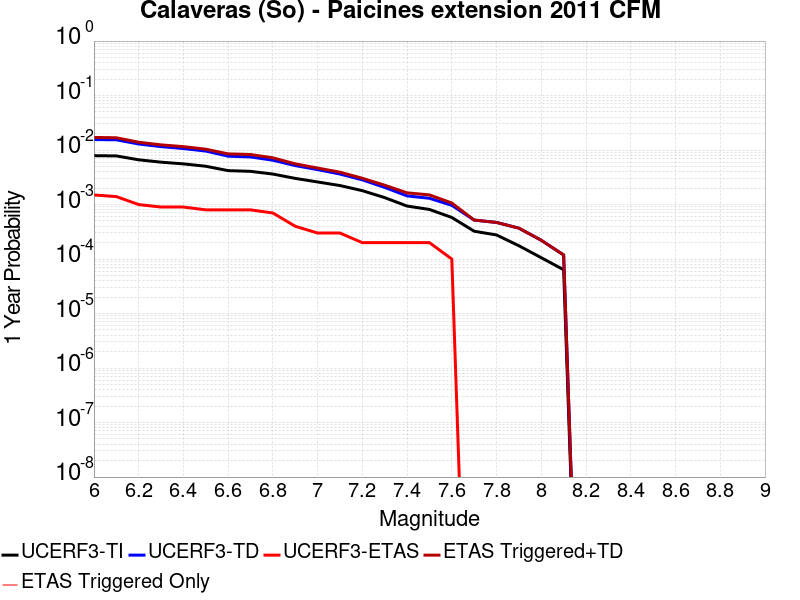 Calaveras (So) - Paicines extension 2011 CFM
1 Year Probability
10^0
10^-1
10^-2
10^-3
10^-4
10^-5
10^-6
10^-7
10^-8
6 6.2 6.4 6.6 6.8 7 7.2 7.4 7.6 7.8 8 8.2 8.4 8.6 8.8 9
Magnitude
UCERF3-TI UCERF3-TD UCERF3-ETAS ETAS Triggered+TD
ETAS Triggered Only